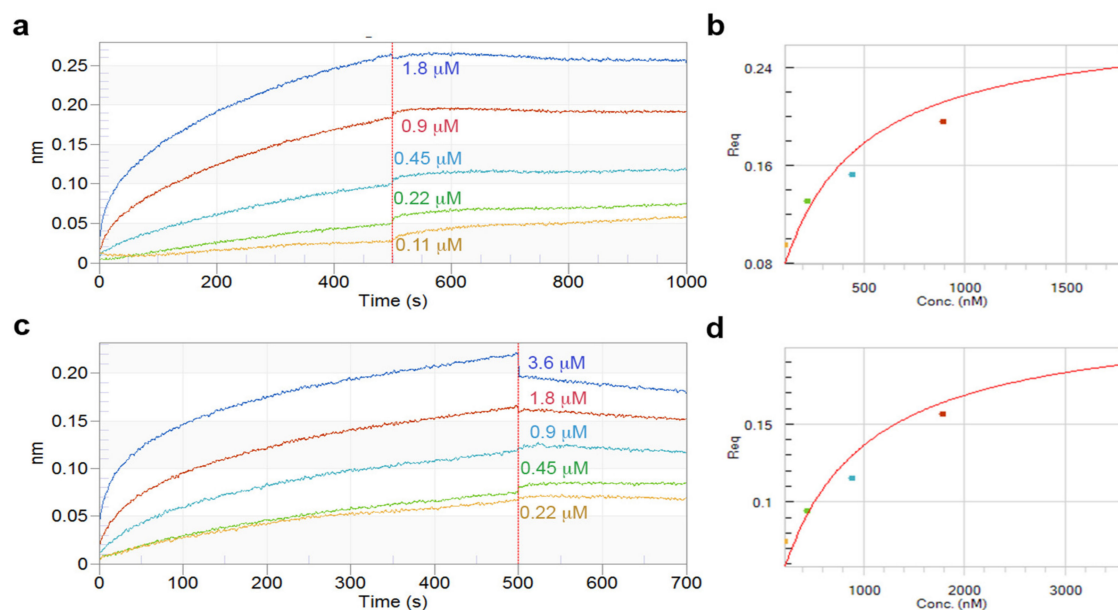 a
nm
0.25
0.20
0.15
0.10
0.05
0
1.8 μM
0.9 μM
0.45 μM
0.22 μM
0.11 μM
0 200 400 600 800 1000
Time (s)
b
Req
0.24
0.16
0.08
500 1000 1500
Conc. (nM)
c
nm
0.20
0.15
0.10
0.05
0
3.6 μM
1.8 μM
0.9 μM
0.45 μM
0.22 μM
0 100 200 300 400 500 600 700
Time (s)
d
Req
0.15
0.1
1000 2000 3000
Conc. (nM)